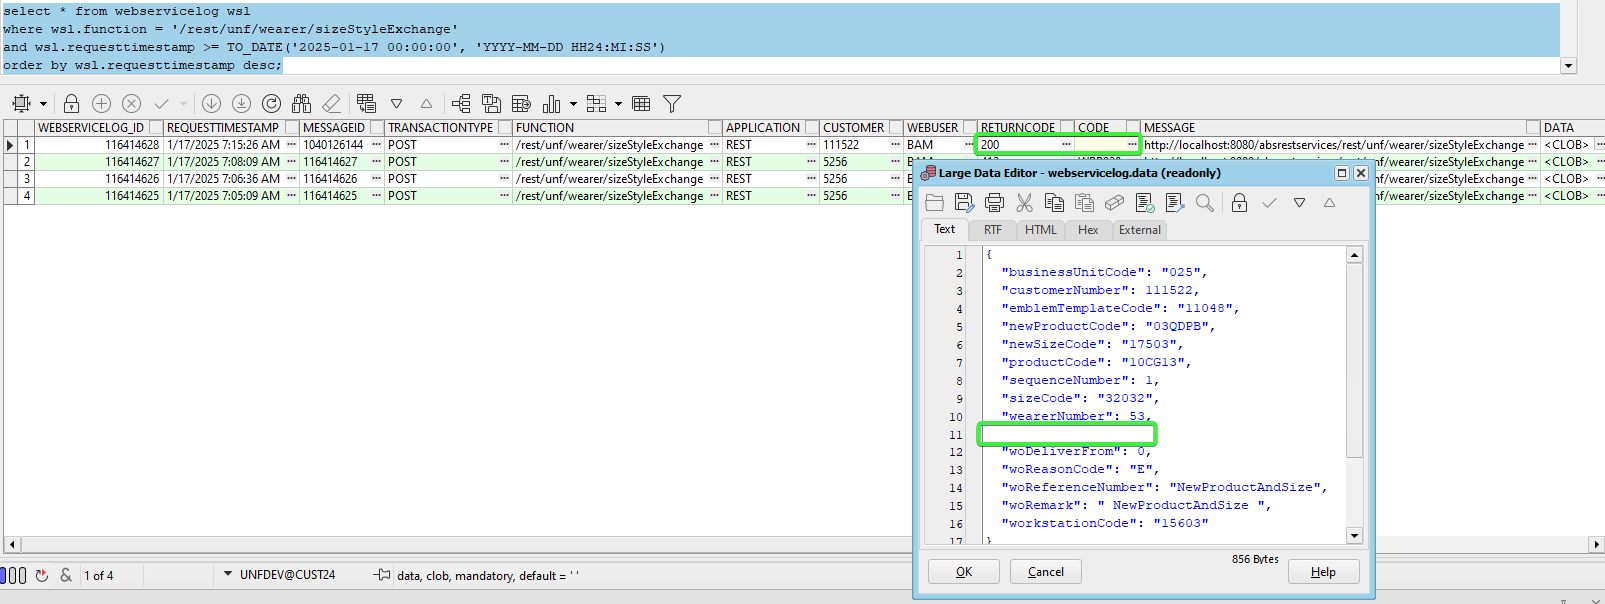 select * from webservicelog wsl
where wsl.function = '/rest/unf/wearer/sizeStyleExchange'
and wsl.requesttimestamp >= TO_DATE('2025-01-17 00:00:00', 'YYYY-MM-DD HH24:MI:SS')
order by wsl.requesttimestamp desc;
WEBSERVICELOG_ID REQUESTTIMESTAMP MESSAGEID TRANSACTIONTYPE FUNCTION APPLICATION CUSTOMER WEBUSER RETURNCODE CODE MESSAGE DATA
1 116414628 1/17/2025 7:15:26 AM ··· 1040126144 ··· POST ··· /rest/unf/wearer/sizeStyleExchange ··· REST ··· 111522 ··· BAM ··· 200 ··· ··· http://localhost:8080/absrestservices/rest/unf/wearer/sizeStyleExchange ··· <CLOB> ···
2 116414627 1/17/2025 7:08:09 AM ··· 116414627 ··· POST ··· /rest/unf/wearer/sizeStyleExchange ··· REST ··· 5256 ··· /wearer/sizeStyleExchange ··· <CLOB> ···
3 116414626 1/17/2025 7:06:36 AM ··· 116414626 ··· POST ··· /rest/unf/wearer/sizeStyleExchange ··· REST ··· 5256 ··· /wearer/sizeStyleExchange ··· <CLOB> ···
4 116414625 1/17/2025 7:05:09 AM ··· 116414625 ··· POST ··· /rest/unf/wearer/sizeStyleExchange ··· REST ··· 5256 ··· /wearer/sizeStyleExchange ··· <CLOB> ···
Large Data Editor - webservicelog.data (readonly)
Text RTF HTML Hex External
1 {
2 "businessUnitCode": "025",
3 "customerNumber": 111522,
4 "emblemTemplateCode": "11048",
5 "newProductCode": "03QDPB",
6 "newSizeCode": "17503",
7 "productCode": "10CG13",
8 "sequenceNumber": 1,
9 "sizeCode": "32032",
10 "wearerNumber": 53,
11
12 "woDeliverFrom": 0,
13 "woReasonCode": "E",
14 "woReferenceNumber": "NewProductAndSize",
15 "woRemark": " NewProductAndSize ",
16 "workstationCode": "15603"
17 }
856 Bytes
OK Cancel Help
& 1 of 4 UNFDEV@CUST24 data, clob, mandatory, default = ' '